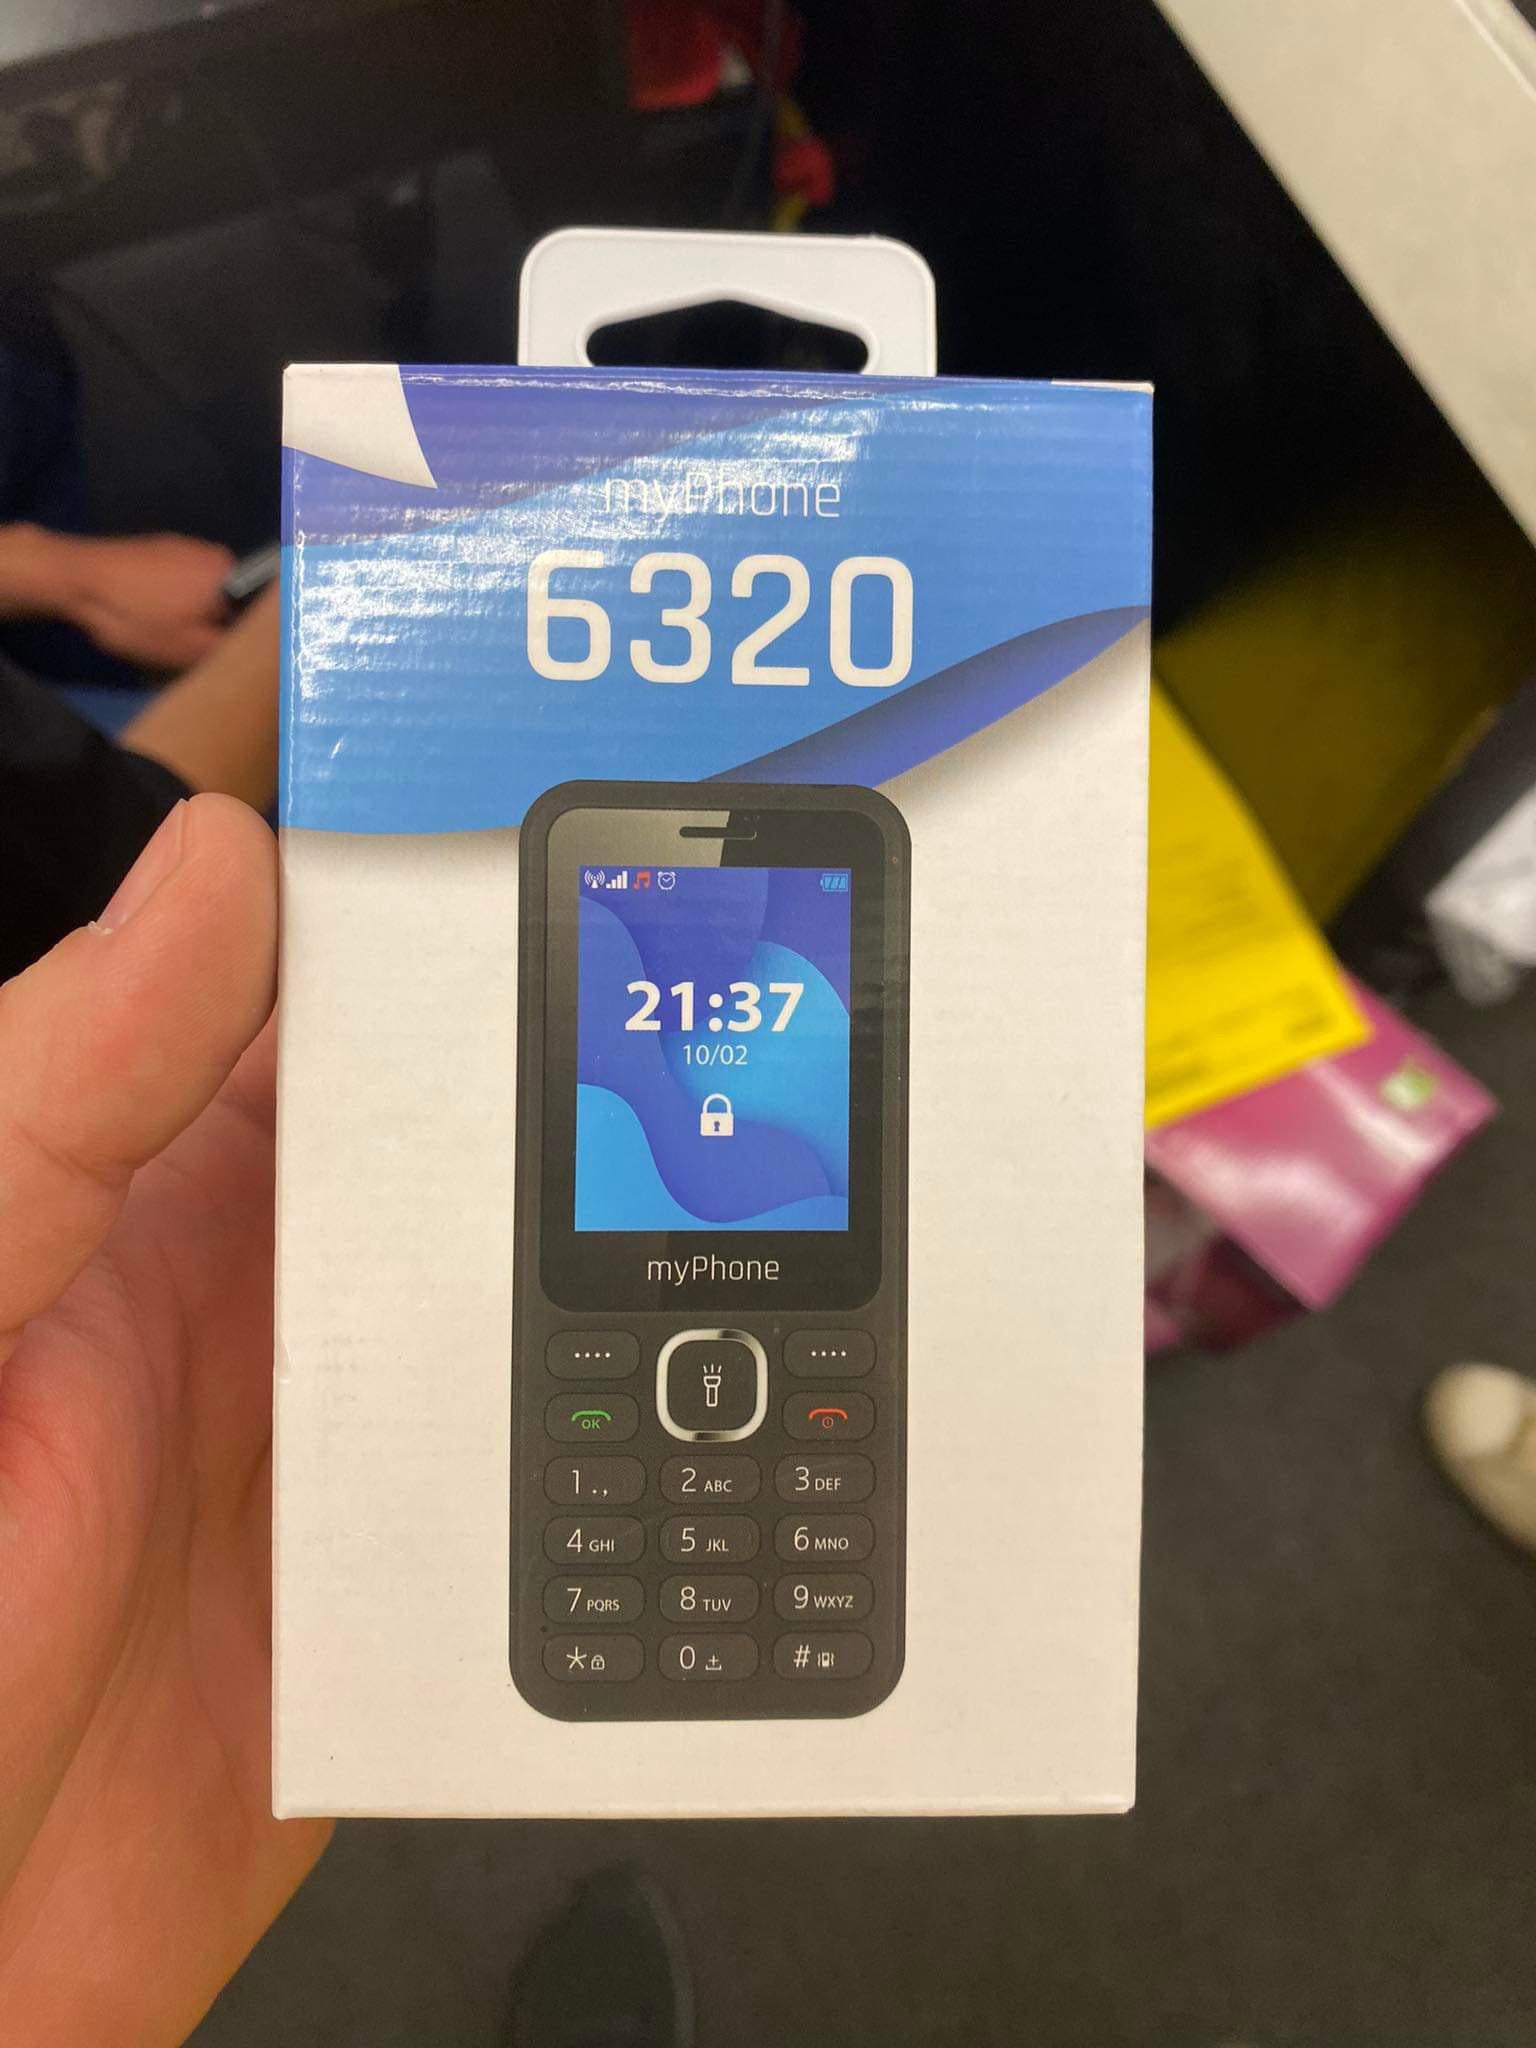 myPhone
6320
21:37
10/02
myPhone
OK
1 .,
2 ABC
3 DEF
4 GHI
5 JKL
6 MNO
7 PQRS
8 TUV
9 WXYZ
*
0
#